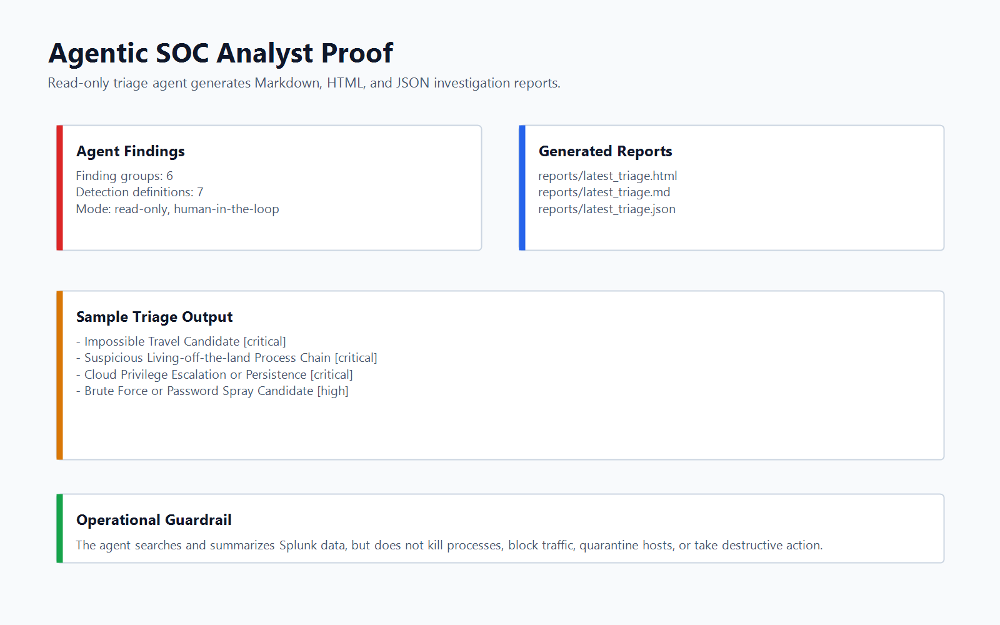 Agentic SOC Analyst Proof
Read-only triage agent generates Markdown, HTML, and JSON investigation reports.
Agent Findings
Finding groups: 6
Detection definitions: 7
Mode: read-only, human-in-the-loop
Generated Reports
reports/latest_triage.html
reports/latest_triage.md
reports/latest_triage.json
Sample Triage Output
- Impossible Travel Candidate [critical]
- Suspicious Living-off-the-land Process Chain [critical]
- Cloud Privilege Escalation or Persistence [critical]
- Brute Force or Password Spray Candidate [high]
Operational Guardrail
The agent searches and summarizes Splunk data, but does not kill processes, block traffic, quarantine hosts, or take destructive action.